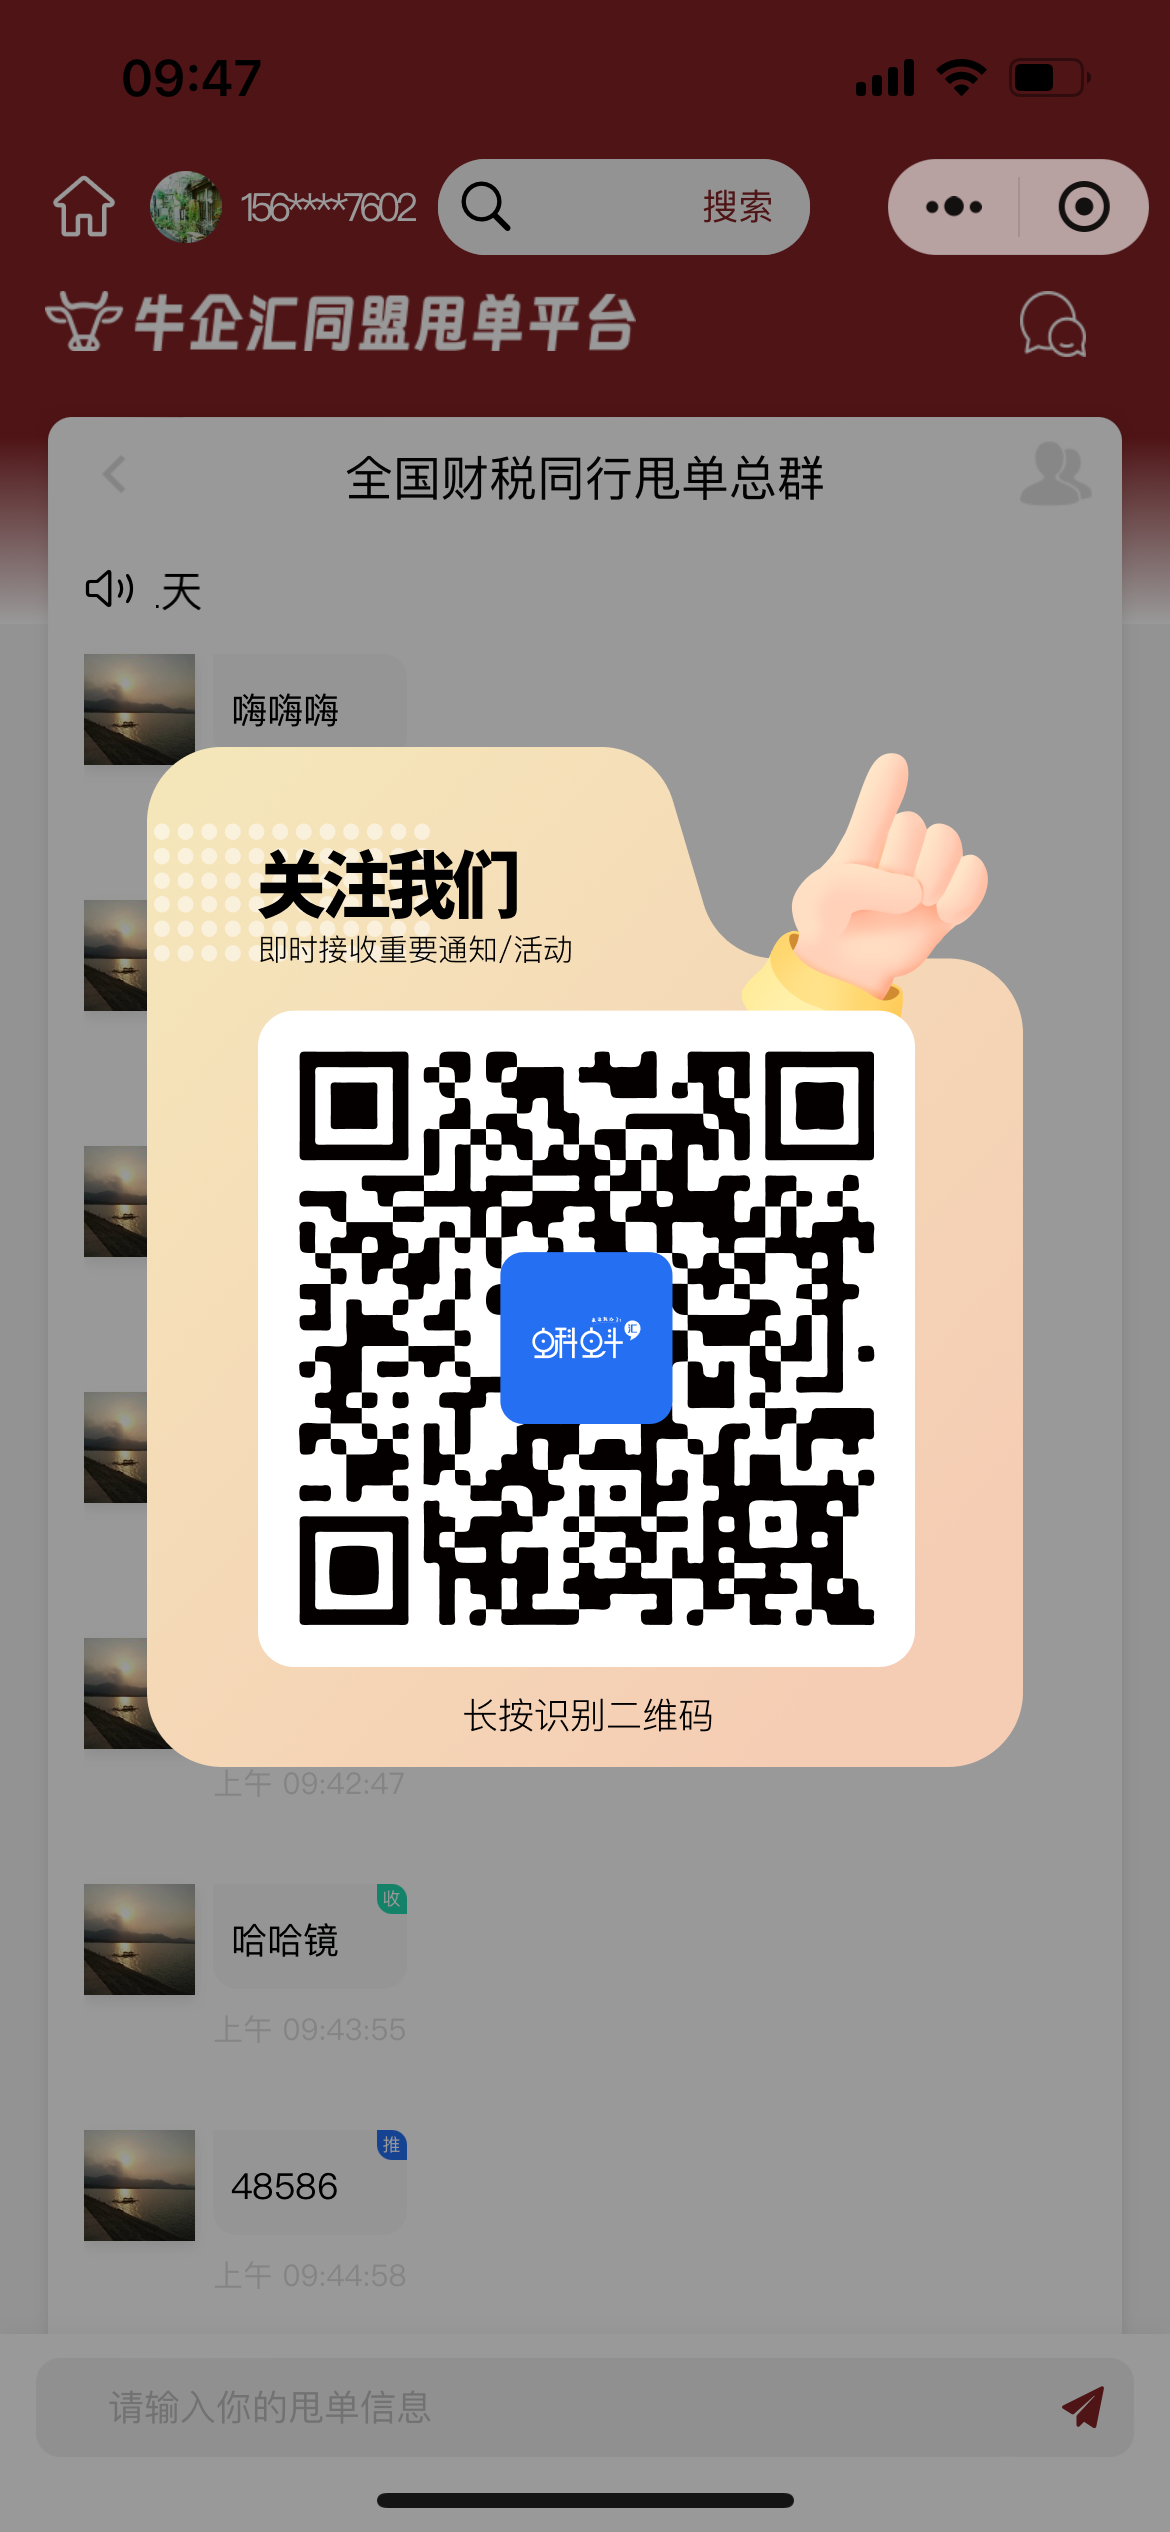 09:47
156****7602
搜索
牛企汇同盟甩单平台
全国财税同行甩单总群
.天
嗨嗨嗨
关注我们
即时接收重要通知/活动
汇
长按识别二维码
上午 09:42:47
收
哈哈镜
上午 09:43:55
推
48586
上午 09:44:58
请输入你的甩单信息